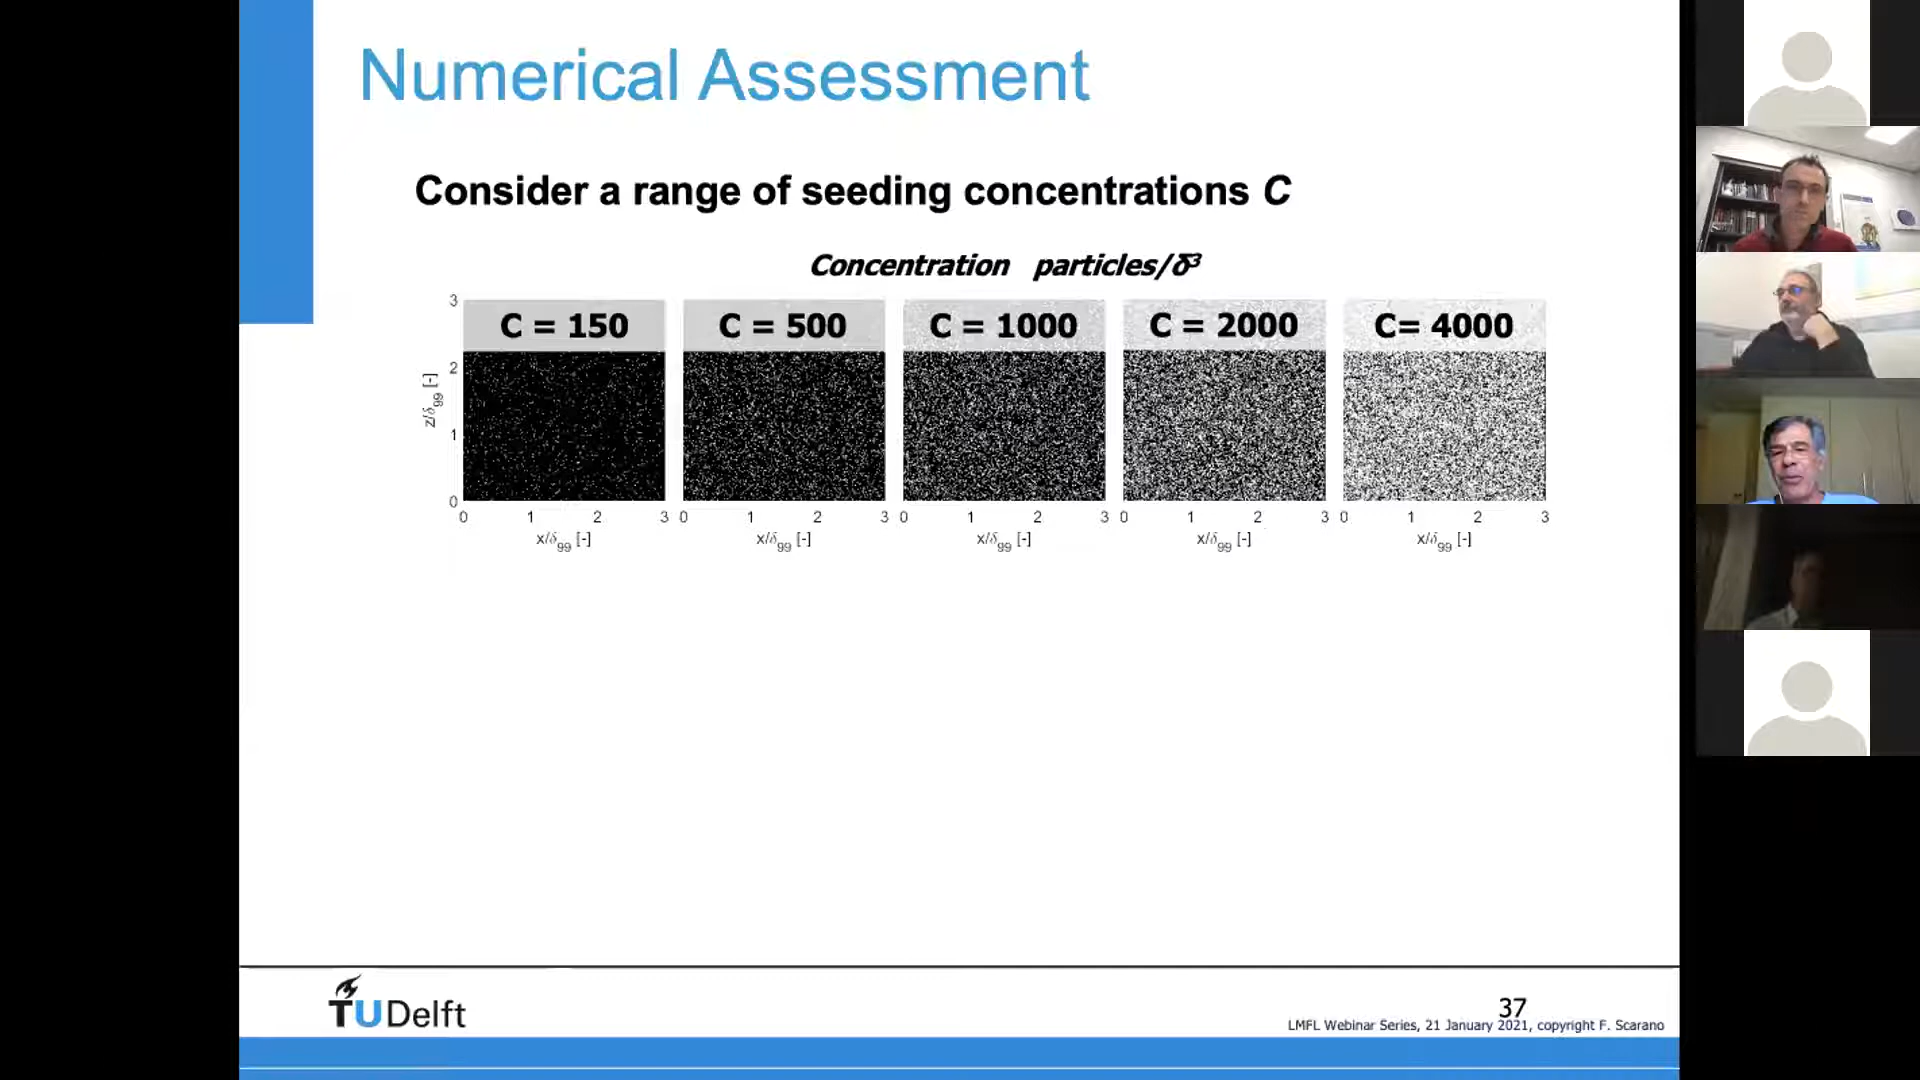 Numerical Assessment
Consider a range of seeding concentrations C
Concentration particles/δ³
C = 150
C = 500
C = 1000
C = 2000
C= 4000
3
2
1
0
z/δ99 [-]
0 1 2 3
0 1 2 3
0 1 2 3
0 1 2 3
0 1 2 3
x/δ99 [-]
x/δ99 [-]
x/δ99 [-]
x/δ99 [-]
x/δ99 [-]
TUDelft
37
LMFL Webinar Series, 21 January 2021, copyright F. Scarano